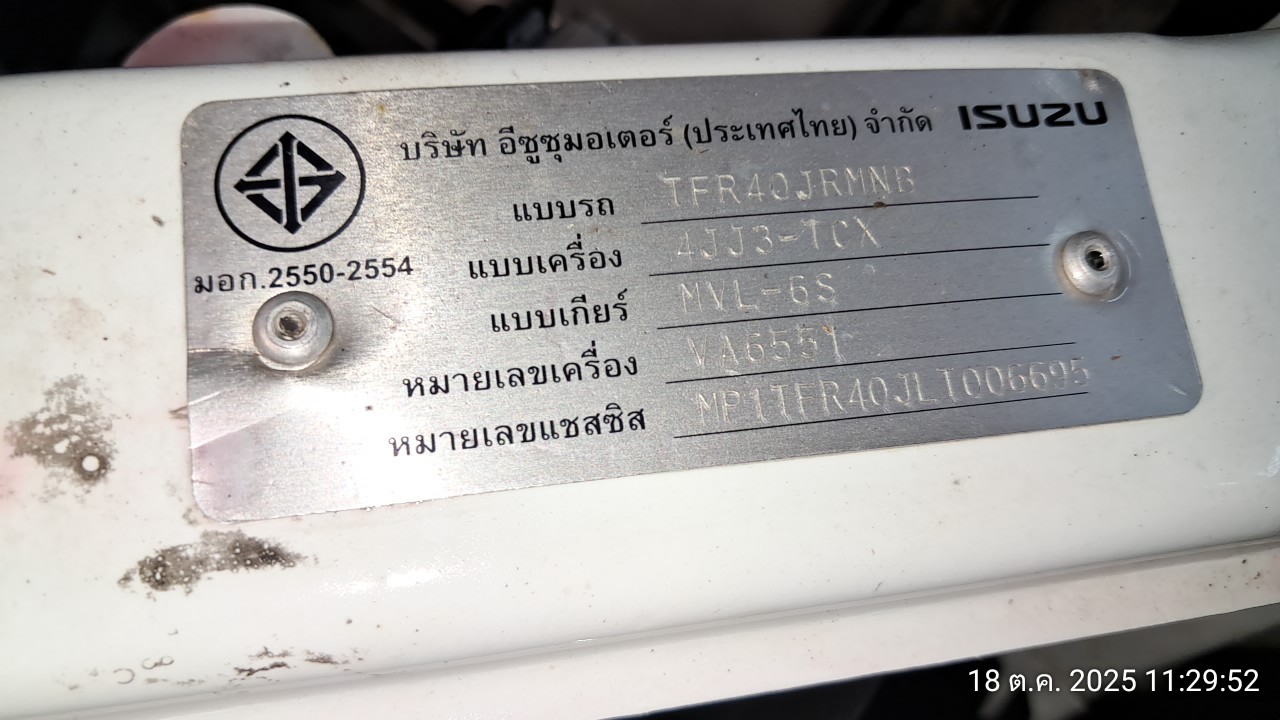 บริษัท อีซูซุมอเตอร์ (ประเทศไทย) จำกัด ISUZU
แบบรถ TFR40JRMNB
มอก.2550-2554
แบบเครื่อง 4JJ3-TCX
แบบเกียร์ MVL-6S
หมายเลขเครื่อง VA6551
หมายเลขแชสซิส MP1TFR40JLT006695
18 ต.ค. 2025 11:29:52